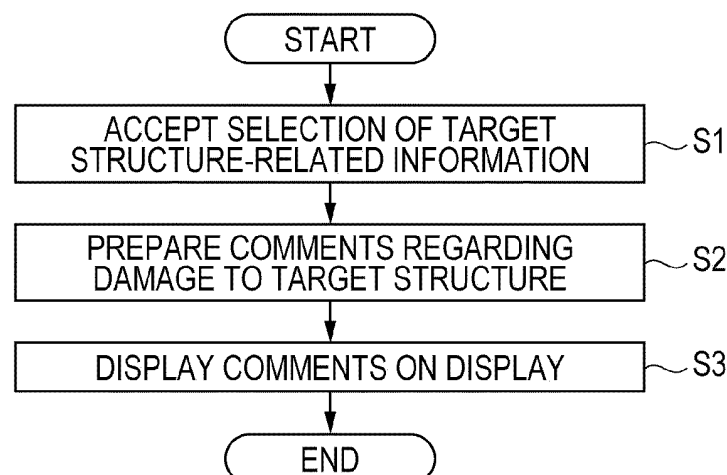 START
ACCEPT SELECTION OF TARGET
STRUCTURE-RELATED INFORMATION
S1
PREPARE COMMENTS REGARDING
DAMAGE TO TARGET STRUCTURE
S2
DISPLAY COMMENTS ON DISPLAY
S3
END